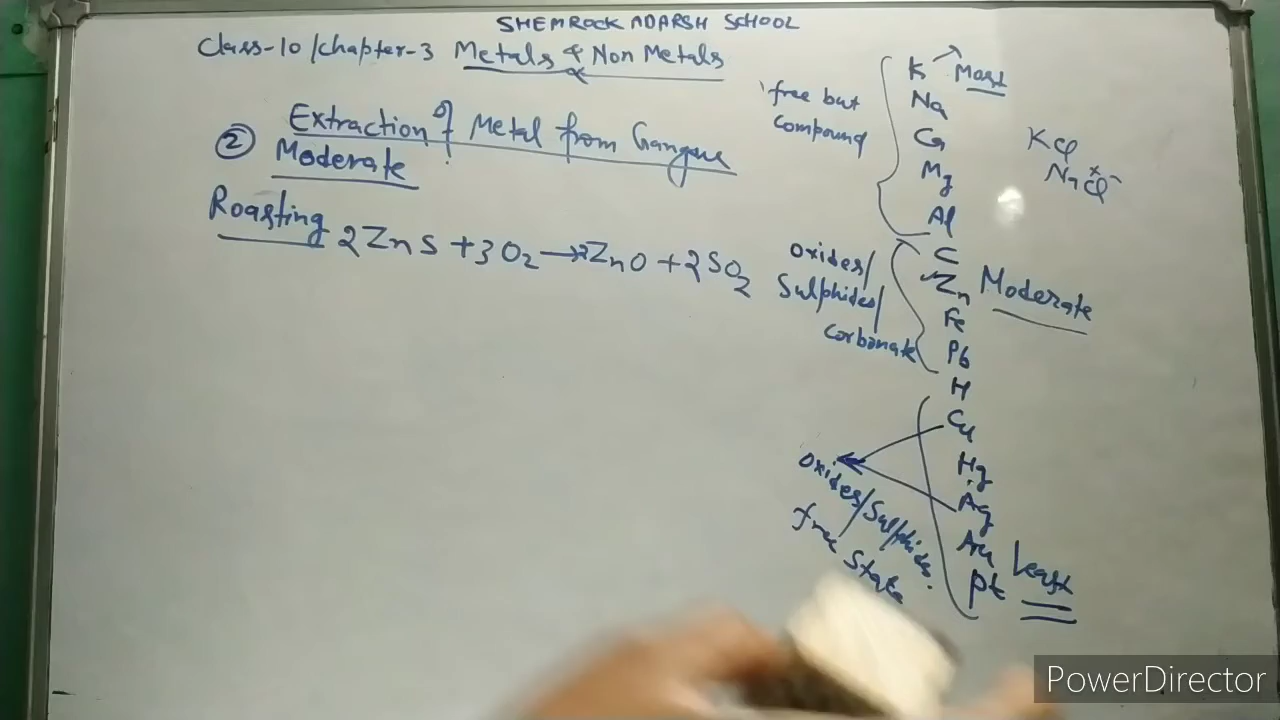 SHEMROCK ADARSH SCHOOL
Class-10/chapter-3 Metals & Non Metals
② Extraction of Metal from Gangue
Moderate
Roasting 2ZnS + 3O2 → 2ZnO + 2SO2
free but
compound
K Most
Na
Ca
Mg
Al
KCl
Na+Cl-
Oxides/
Sulphides/
Carbonate
C
Zn Moderate
Fe
Pb
H
Cu
Hg
Ag
Au
Pt Least
Oxides/Sulphides.
free State
PowerDirector